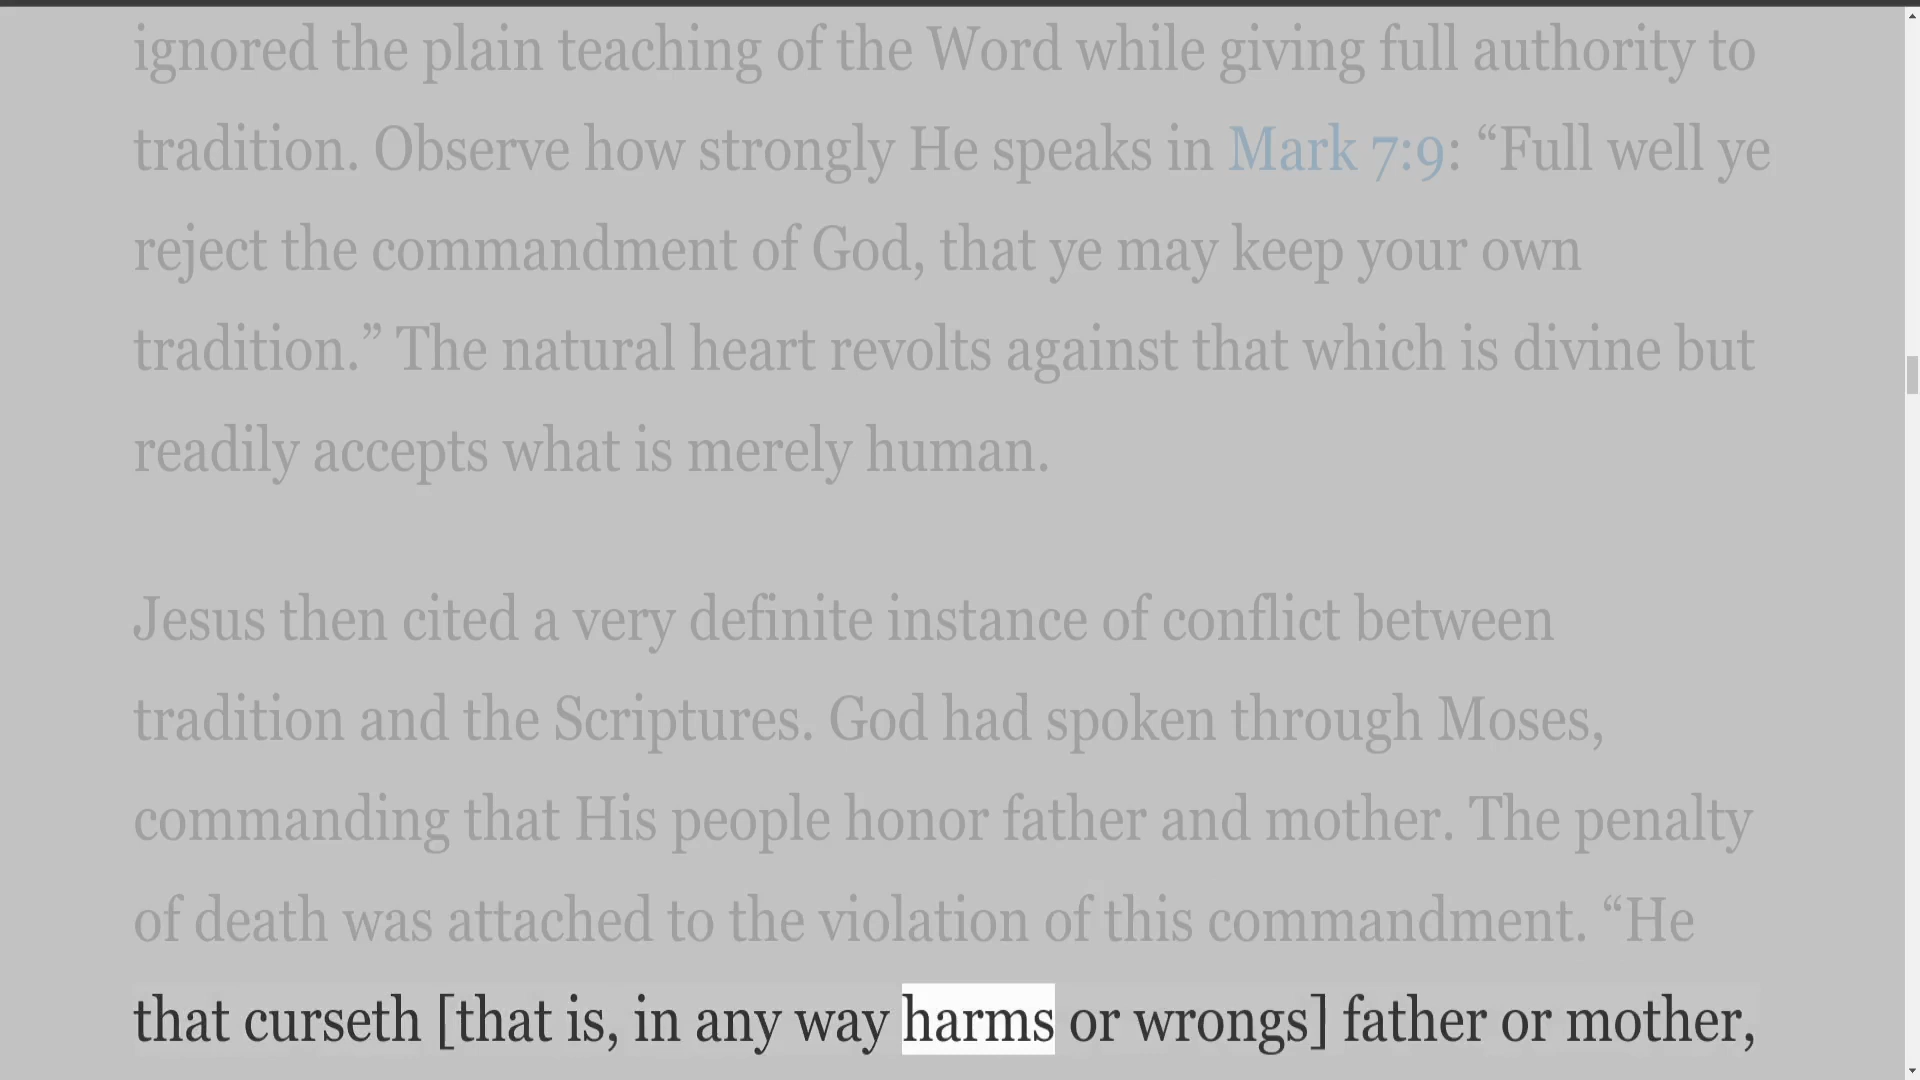 ignored the plain teaching of the Word while giving full authority to
tradition. Observe how strongly He speaks in Mark 7:9: “Full well ye
reject the commandment of God, that ye may keep your own
tradition.” The natural heart revolts against that which is divine but
readily accepts what is merely human.
Jesus then cited a very definite instance of conflict between
tradition and the Scriptures. God had spoken through Moses,
commanding that His people honor father and mother. The penalty
of death was attached to the violation of this commandment. “He
that curseth [that is, in any way harms or wrongs] father or mother,